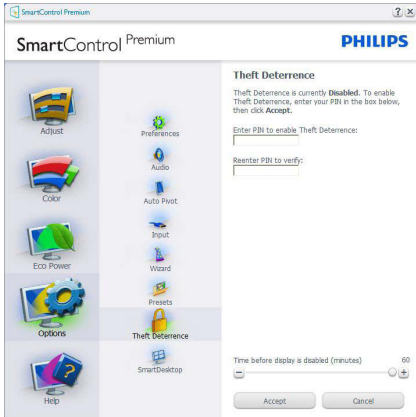 SmartControl Premium
? ×
SmartControl Premium
PHILIPS
Adjust
Color
Eco Power
Options
Help
Preferences
Audio
Auto Pivot
Input
Wizard
Presets
Theft Deterrence
SmartDesktop
Theft Deterrence
Theft Deterrence is currently Disabled. To enable
Theft Deterrence, enter your PIN in the box below,
then click Accept.
Enter PIN to enable Theft Deterrence:
Reenter PIN to verify:
Time before display is disabled (minutes) 60
Accept Cancel